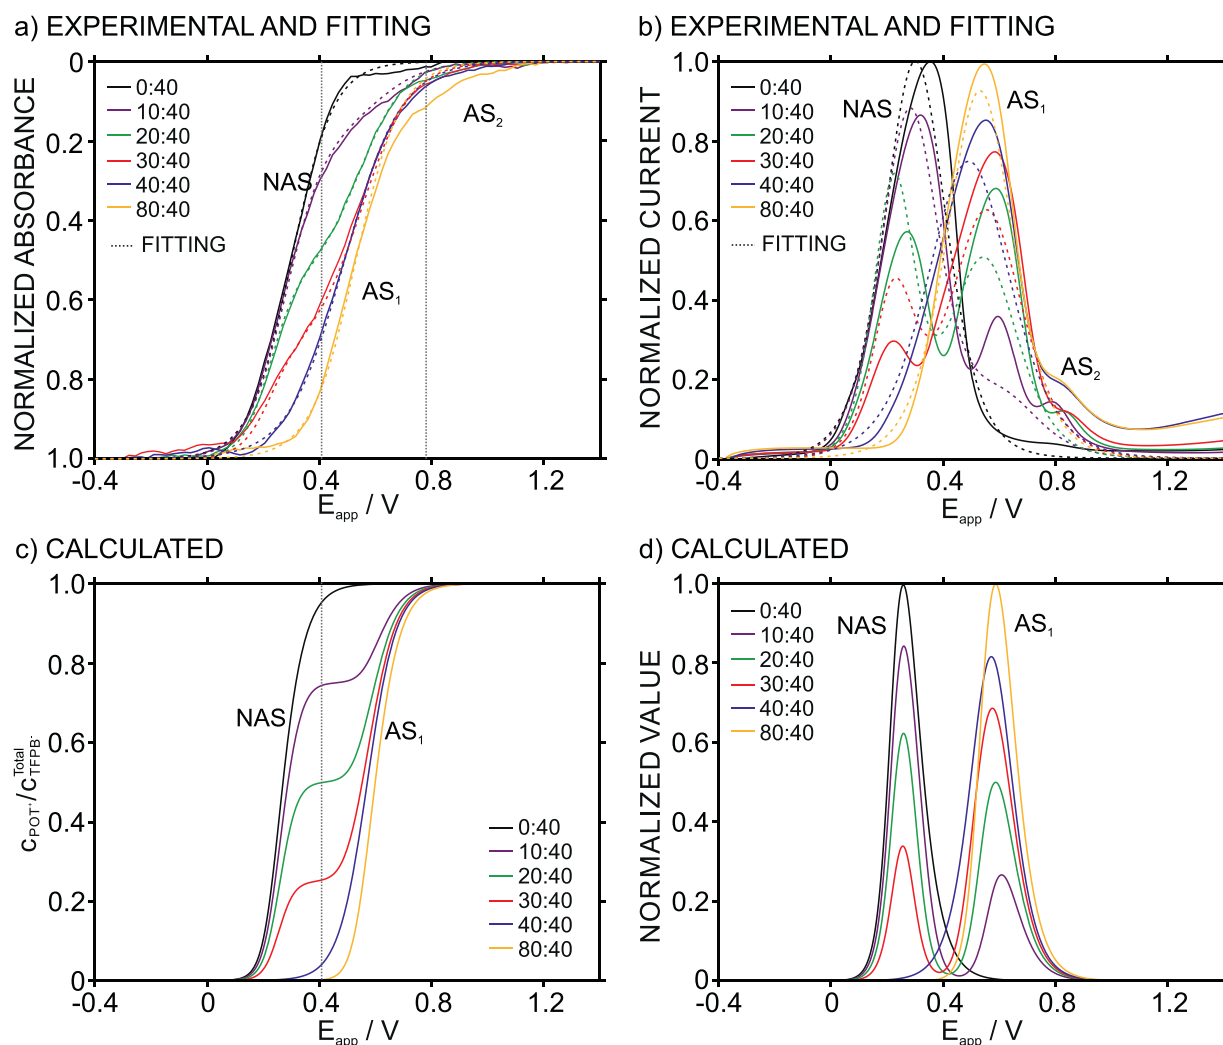 a) EXPERIMENTAL AND FITTING
NORMALIZED ABSORBANCE
0
0.2
0.4
0.6
0.8
1.0
0:40
10:40
20:40
30:40
40:40
80:40
FITTING
NAS
AS1
AS2
-0.4
0
0.4
0.8
1.2
Eapp / V
b) EXPERIMENTAL AND FITTING
NORMALIZED CURRENT
1.0
0.8
0.6
0.4
0.2
0
0:40
10:40
20:40
30:40
40:40
80:40
FITTING
NAS
AS1
AS2
-0.4
0
0.4
0.8
1.2
Eapp / V
c) CALCULATED
cPOT+/cTFPB-Total
1.0
0.8
0.6
0.4
0.2
0
NAS
AS1
0:40
10:40
20:40
30:40
40:40
80:40
-0.4
0
0.4
0.8
1.2
Eapp / V
d) CALCULATED
NORMALIZED VALUE
1.0
0.8
0.6
0.4
0.2
0
0:40
10:40
20:40
30:40
40:40
80:40
NAS
AS1
-0.4
0
0.4
0.8
1.2
Eapp / V